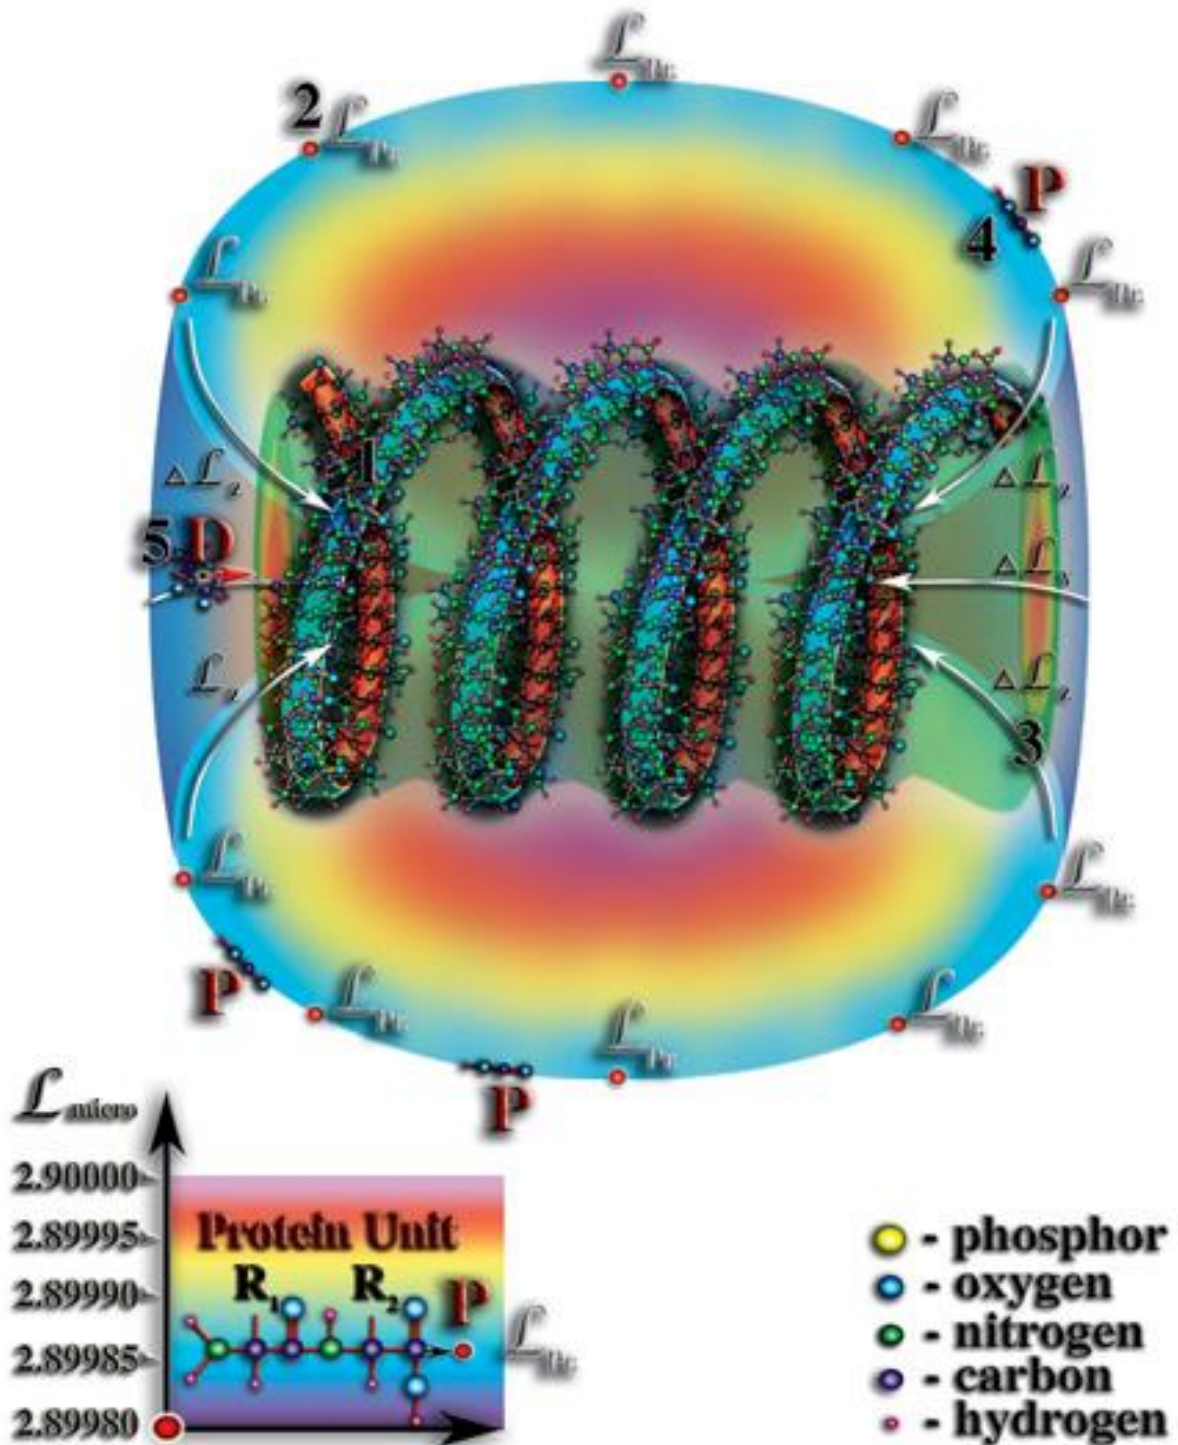 ℒ
2 ℒ
ℒ
P
4
ℒ
ℒ
1
△ℒ
△ℒ
5 D
△ℒ
ℒ
△ℒ
3
ℒ
ℒ
P
ℒ
ℒ
ℒ
P
ℒ micro
2.90000
2.89995
2.89990
2.89985
2.89980
Protein Unit
R1 R2 P
ℒ
- phosphor
- oxygen
- nitrogen
- carbon
- hydrogen